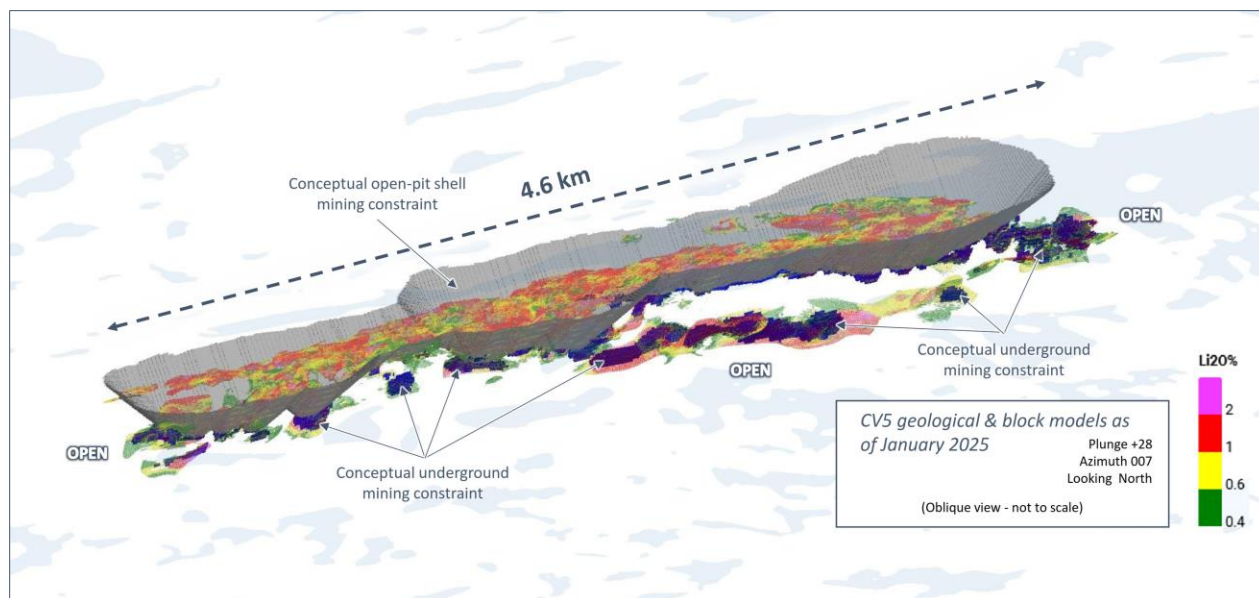 4.6 km
Conceptual open-pit shell
mining constraint
OPEN
Conceptual underground
mining constraint
OPEN
Li2O%
2
1
0.6
0.4
CV5 geological & block models as
of January 2025
Plunge +28
Azimuth 007
Looking North
(Oblique view - not to scale)
OPEN
Conceptual underground
mining constraint